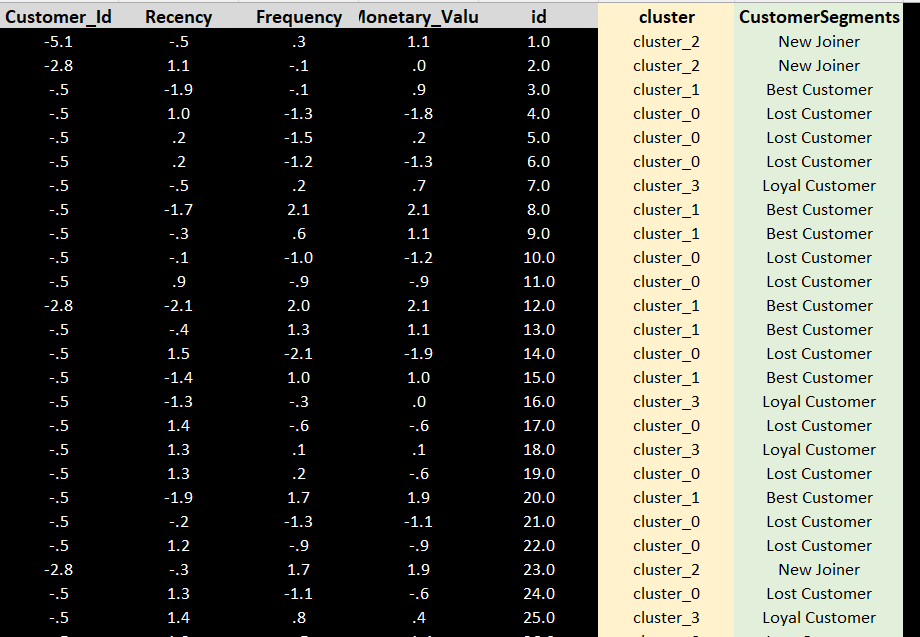 Customer_Id Recency Frequency Monetary_Valu id cluster CustomerSegments
-5.1 -.5 .3 1.1 1.0 cluster_2 New Joiner
-2.8 1.1 -.1 .0 2.0 cluster_2 New Joiner
-.5 -1.9 -.1 .9 3.0 cluster_1 Best Customer
-.5 1.0 -1.3 -1.8 4.0 cluster_0 Lost Customer
-.5 .2 -1.5 .2 5.0 cluster_0 Lost Customer
-.5 .2 -1.2 -1.3 6.0 cluster_0 Lost Customer
-.5 -.5 .2 .7 7.0 cluster_3 Loyal Customer
-.5 -1.7 2.1 2.1 8.0 cluster_1 Best Customer
-.5 -.3 .6 1.1 9.0 cluster_1 Best Customer
-.5 -.1 -1.0 -1.2 10.0 cluster_0 Lost Customer
-.5 .9 -.9 -.9 11.0 cluster_0 Lost Customer
-2.8 -2.1 2.0 2.1 12.0 cluster_1 Best Customer
-.5 -.4 1.3 1.1 13.0 cluster_1 Best Customer
-.5 1.5 -2.1 -1.9 14.0 cluster_0 Lost Customer
-.5 -1.4 1.0 1.0 15.0 cluster_1 Best Customer
-.5 -1.3 -.3 .0 16.0 cluster_3 Loyal Customer
-.5 1.4 -.6 -.6 17.0 cluster_0 Lost Customer
-.5 1.3 .1 .1 18.0 cluster_3 Loyal Customer
-.5 1.3 .2 -.6 19.0 cluster_0 Lost Customer
-.5 -1.9 1.7 1.9 20.0 cluster_1 Best Customer
-.5 -.2 -1.3 -1.1 21.0 cluster_0 Lost Customer
-.5 1.2 -.9 -.9 22.0 cluster_0 Lost Customer
-2.8 -.3 1.7 1.9 23.0 cluster_2 New Joiner
-.5 1.3 -1.1 -.6 24.0 cluster_0 Lost Customer
-.5 1.4 .8 .4 25.0 cluster_3 Loyal Customer